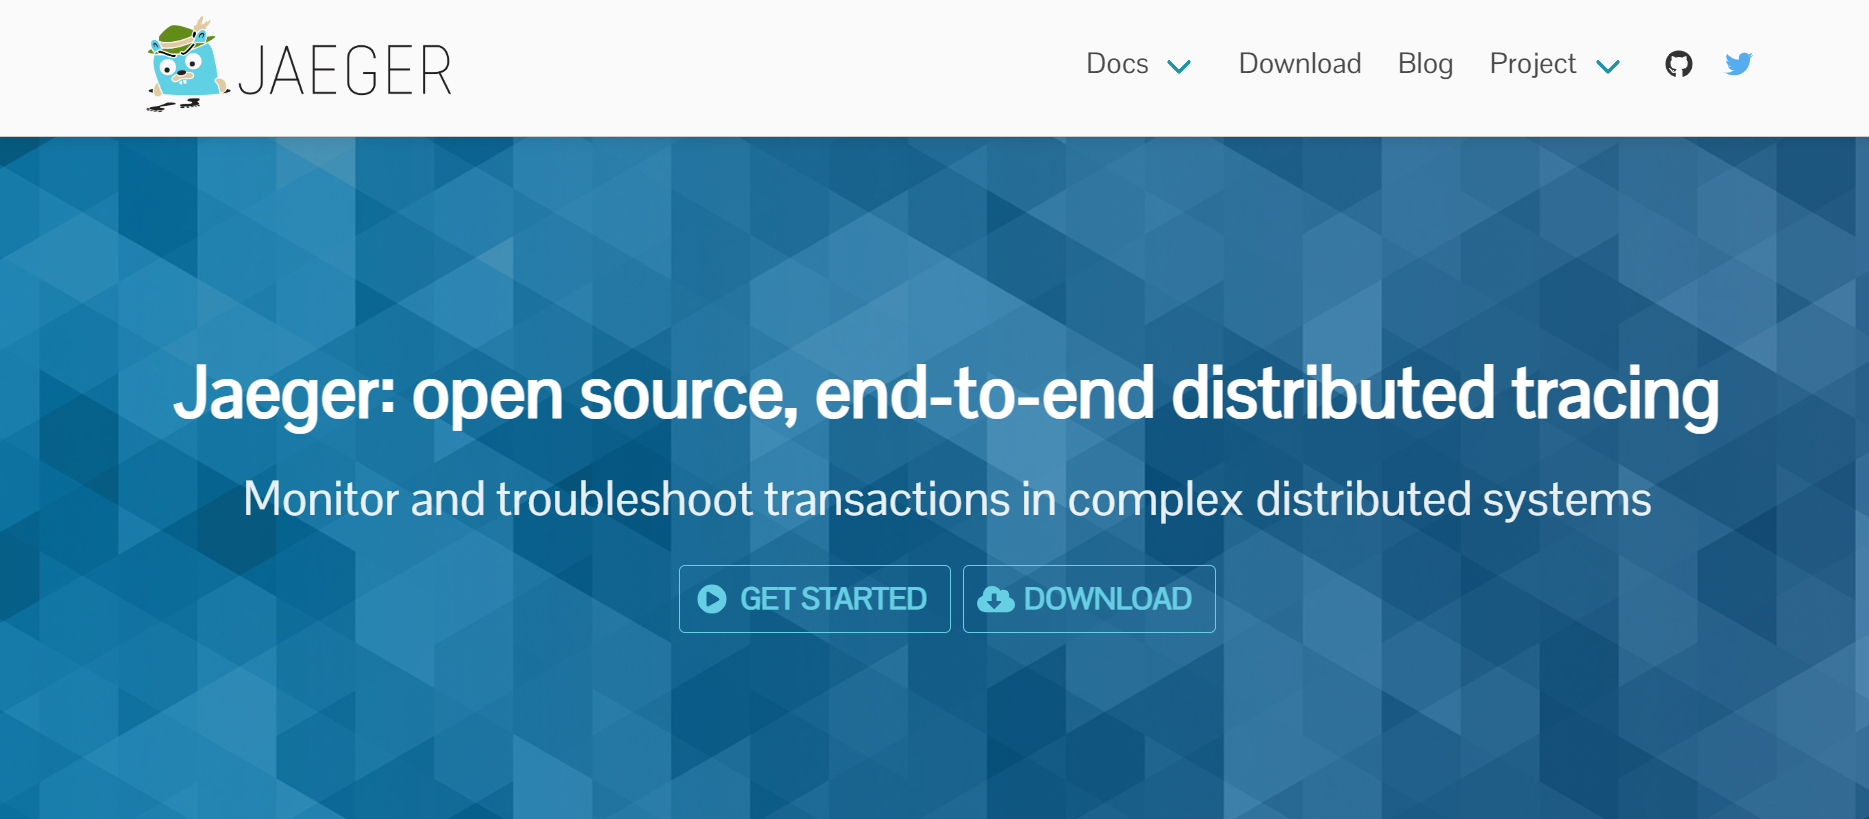 JAEGER
Docs Download Blog Project
Jaeger: open source, end-to-end distributed tracing
Monitor and troubleshoot transactions in complex distributed systems
GET STARTED DOWNLOAD